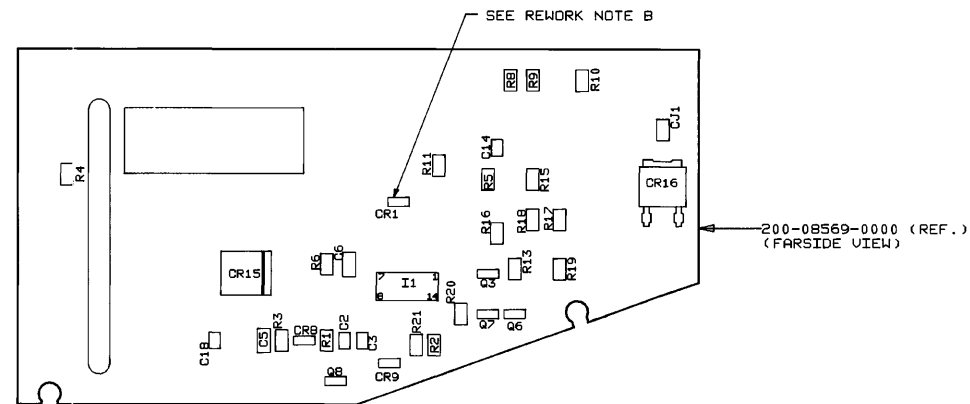 SEE REWORK NOTE B
R8
R9
R10
CJ1
C14
R11
R4
R5
R15
CR16
CR1
R18
R17
R16
200-08569-0000 (REF.)
(FARSIDE VIEW)
R6
C6
CR15
7
1
I1
8
14
Q3
R13
R19
R20
Q7
Q6
R21
R3
CR8
C2
C18
C5
R1
C3
R2
CR9
Q8